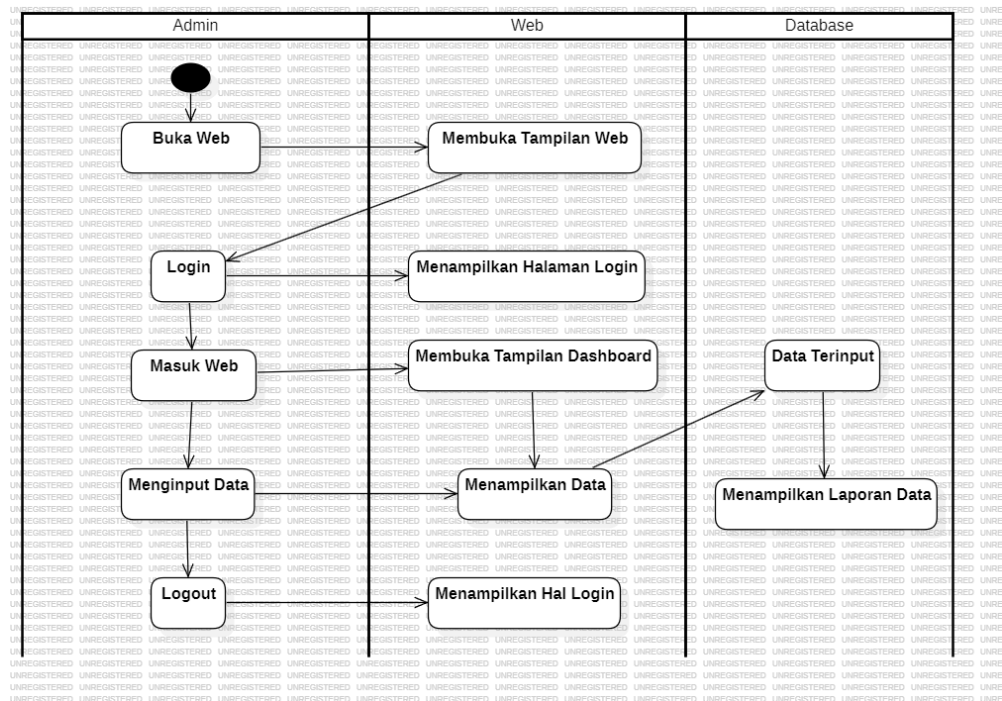 Admin Web Database
Buka Web Membuka Tampilan Web
Login Menampilkan Halaman Login
Masuk Web Membuka Tampilan Dashboard Data Terinput
Menginput Data Menampilkan Data Menampilkan Laporan Data
Logout Menampilkan Hal Login
UNREGISTERED